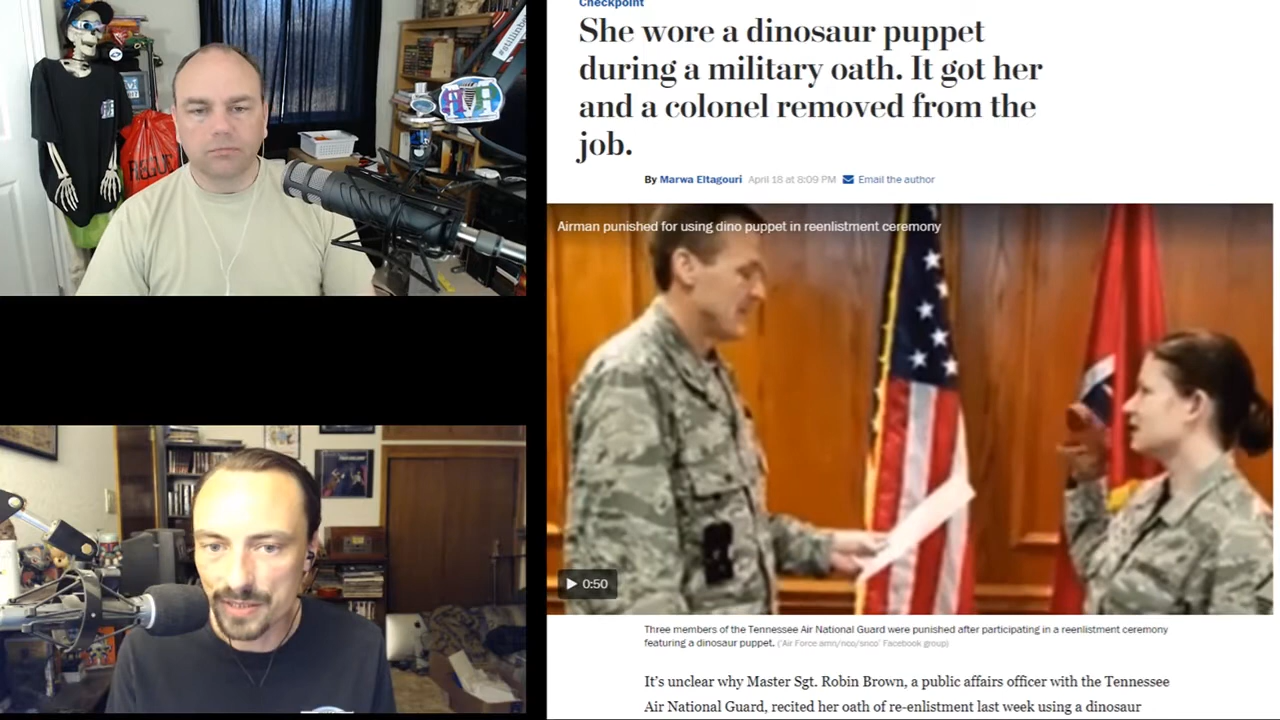 Checkpoint
She wore a dinosaur puppet
during a military oath. It got her
and a colonel removed from the
job.
By Marwa Eltagouri April 18 at 8:09 PM Email the author
Airman punished for using dino puppet in reenlistment ceremony
0:50
Three members of the Tennessee Air National Guard were punished after participating in a reenlistment ceremony
featuring a dinosaur puppet. ('Air Force amn/nco/snco' Facebook group)
It's unclear why Master Sgt. Robin Brown, a public affairs officer with the Tennessee
Air National Guard, recited her oath of re-enlistment last week using a dinosaur